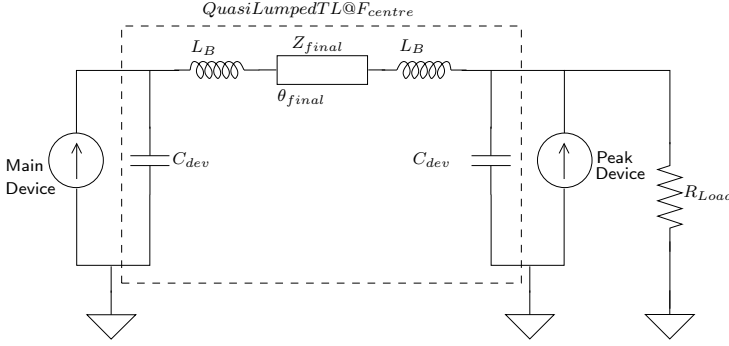 QuasiLumpedTL@F_centre
L_B
Z_final
L_B
θ_final
C_dev
C_dev
Main
Device
Peak
Device
R_Load